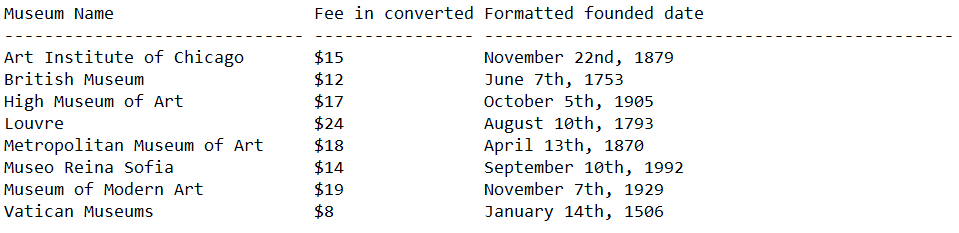 Museum Name                    Fee in converted Formatted founded date
------------------------------ ---------------- -----------------------------------------------
Art Institute of Chicago       $15              November 22nd, 1879
British Museum                 $12              June 7th, 1753
High Museum of Art             $17              October 5th, 1905
Louvre                         $24              August 10th, 1793
Metropolitan Museum of Art     $18              April 13th, 1870
Museo Reina Sofia              $14              September 10th, 1992
Museum of Modern Art           $19              November 7th, 1929
Vatican Museums                $8               January 14th, 1506